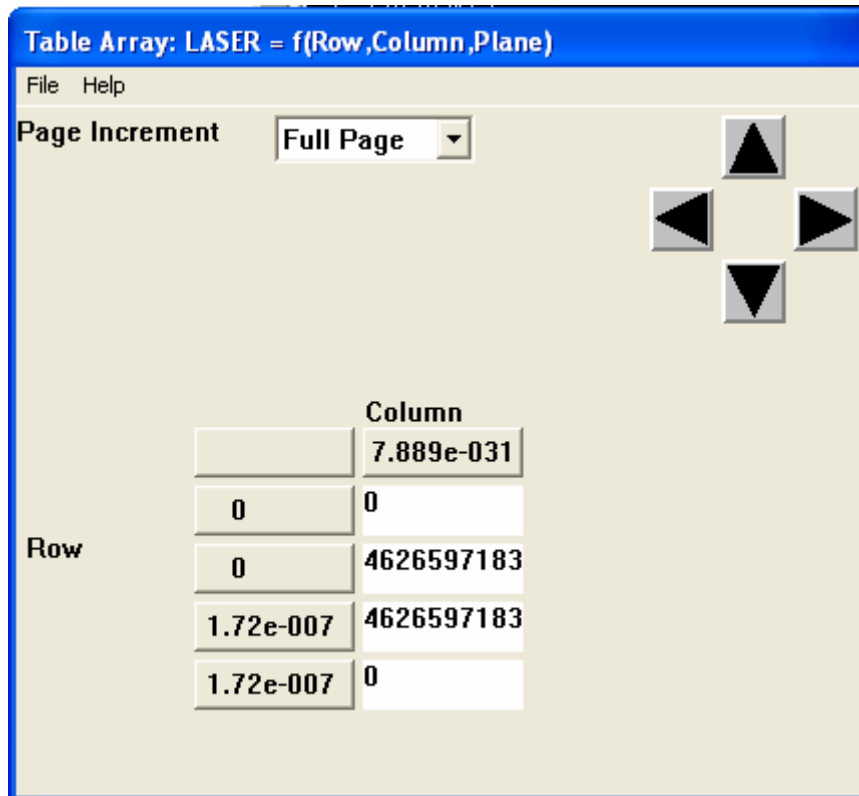 Table Array: LASER = f(Row,Column,Plane)
File Help
Page Increment Full Page
Column
7.889e-031
0 0
Row
0 4626597183
1.72e-007 4626597183
1.72e-007 0